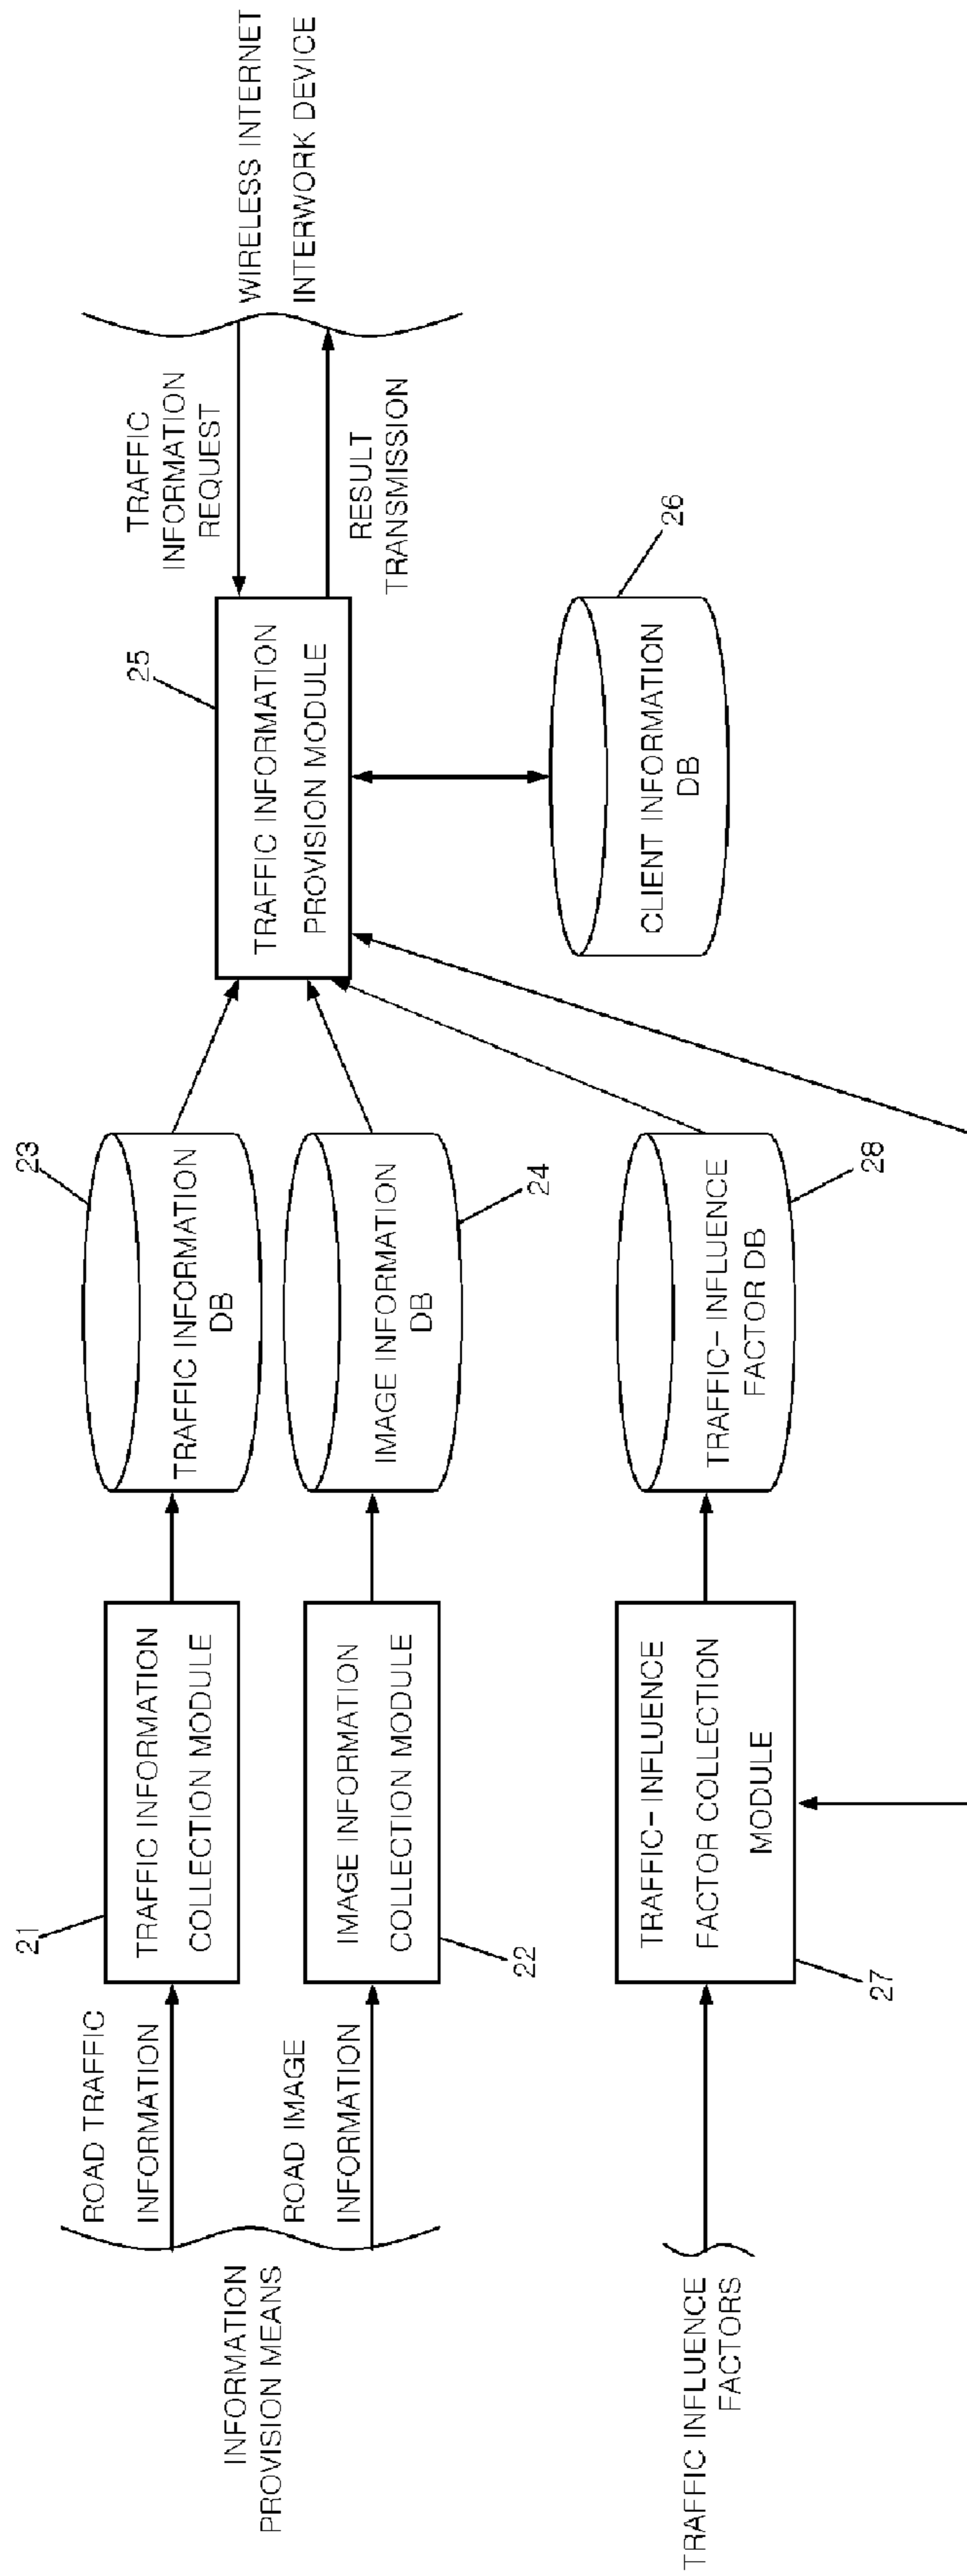 INFORMATION
PROVISION MEANS
ROAD TRAFFIC
INFORMATION
ROAD IMAGE
INFORMATION
21
TRAFFIC INFORMATION
COLLECTION MODULE
IMAGE INFORMATION
COLLECTION MODULE
22
23
TRAFFIC INFORMATION
DB
IMAGE INFORMATION
DB
24
25
TRAFFIC INFORMATION
PROVISION MODULE
TRAFFIC
INFORMATION
REQUEST
RESULT
TRANSMISSION
WIRELESS INTERNET
INTERWORK DEVICE
26
CLIENT INFORMATION
DB
TRAFFIC INFLUENCE
FACTORS
TRAFFIC- INFLUENCE
FACTOR COLLECTION
MODULE
27
TRAFFIC- INFLUENCE
FACTOR DB
28